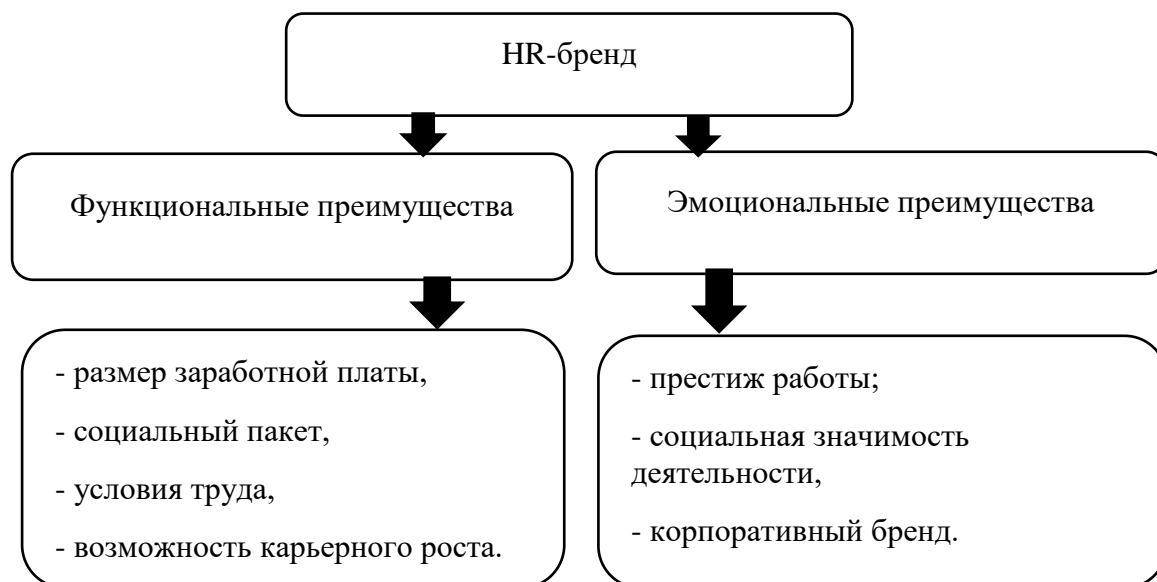 HR-бренд
Функциональные преимущества
Эмоциональные преимущества
- размер заработной платы,
- социальный пакет,
- условия труда,
- возможность карьерного роста.
- престиж работы;
- социальная значимость
деятельности,
- корпоративный бренд.